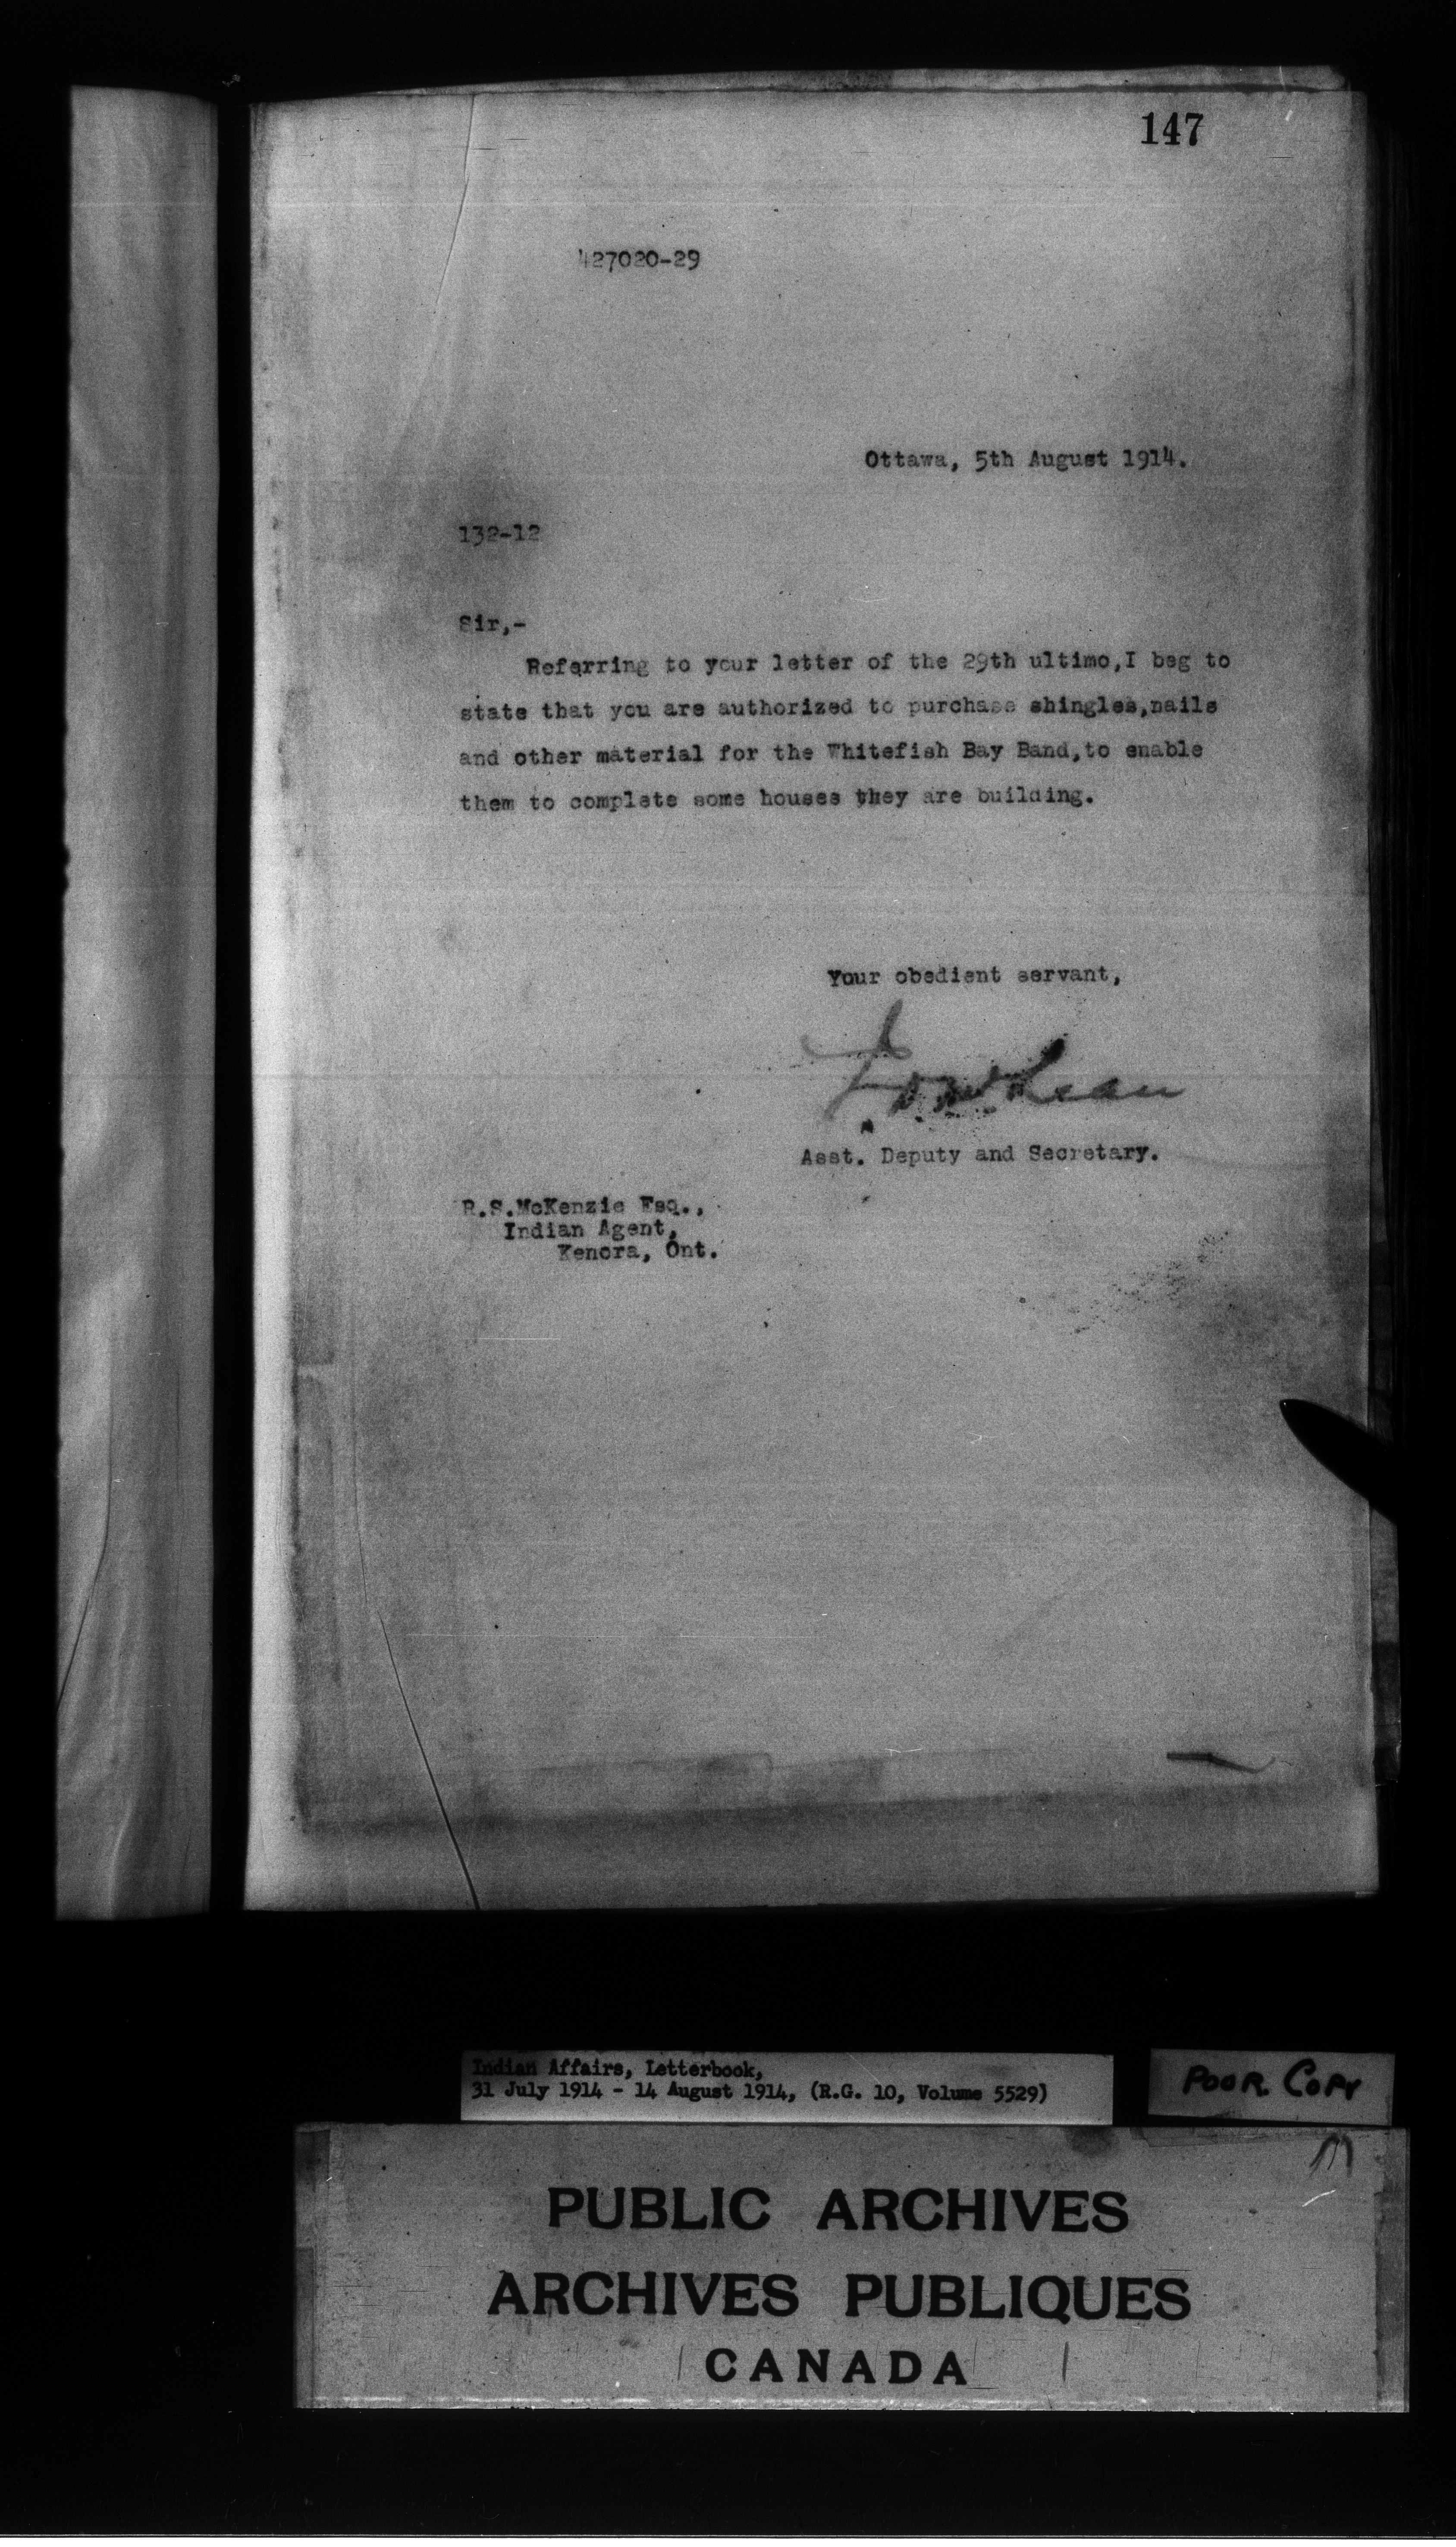 147
427020-29
Ottawa, 5th August 1914.
132-12
Sir,-
Referring to your letter of the 29th ultimo,I beg to
state that you are authorized to purchase shingles,nails
and other material for the Whitefish Bay Band,to enable
them to complete some houses they are building.
Your obedient servant,
Asst. Deputy and Secretary.
R.S.McKenzie Esq.,
Indian Agent,
Kenora, Ont.
Indian Affairs, Letterbook,
31 July 1914 - 14 August 1914, (R.G. 10, Volume 5529)
POOR COPY
PUBLIC ARCHIVES
ARCHIVES PUBLIQUES
CANADA